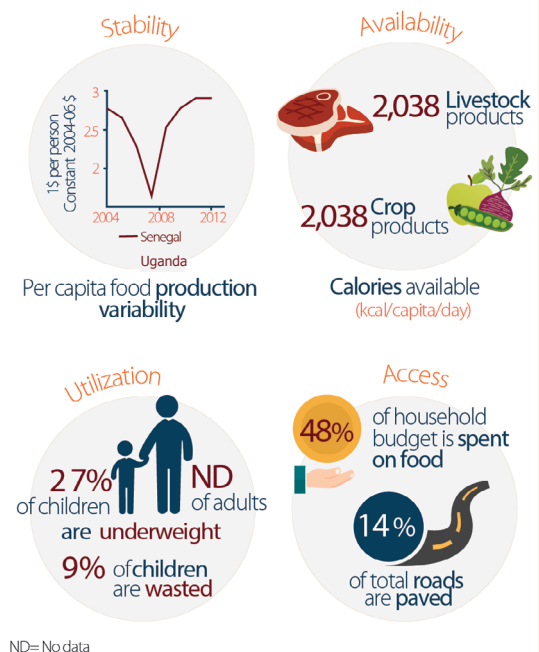 Stability
1$ per person
Constant 2004-06 $
3
2.5
2
2004 2008 2012
Senegal
Uganda
Per capita food production
variability
Availability
2,038 Livestock
products
2,038 Crop
products
Calories available
(kcal/capita/day)
Utilization
27%
of children
ND
of adults
are underweight
9% of children
are wasted
Access
48%
of household
budget is spent
on food
14%
of total roads
are paved
ND= No data